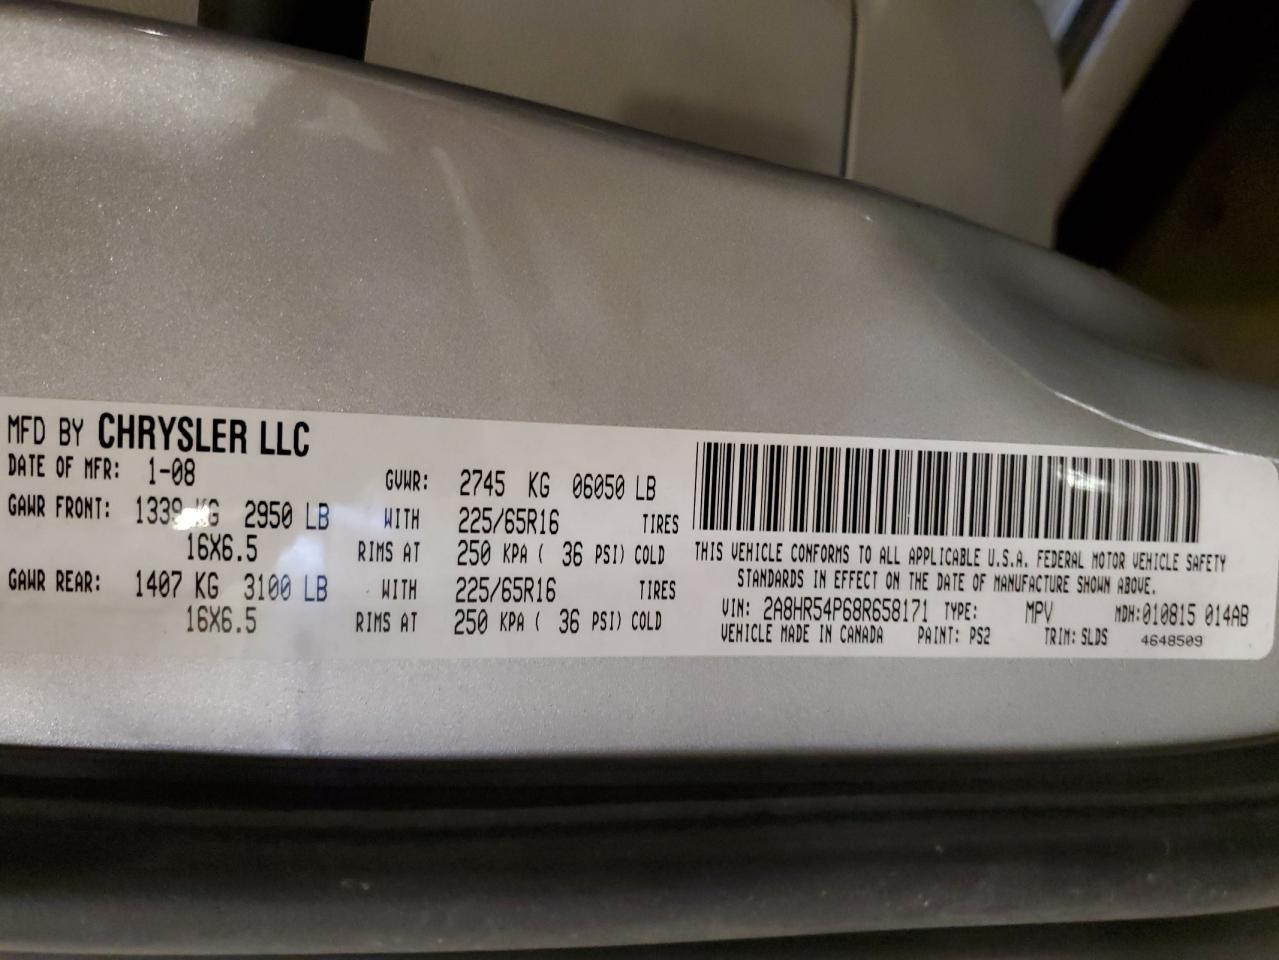 MFD BY CHRYSLER LLC
DATE OF MFR: 1-08
GVWR: 2745 KG 06050 LB
GAWR FRONT: 1339 KG 2950 LB WITH 225/65R16 TIRES
16X6.5 RIMS AT 250 KPA ( 36 PSI) COLD
GAWR REAR: 1407 KG 3100 LB WITH 225/65R16 TIRES
16X6.5 RIMS AT 250 KPA ( 36 PSI) COLD
THIS VEHICLE CONFORMS TO ALL APPLICABLE U.S.A. FEDERAL MOTOR VEHICLE SAFETY
STANDARDS IN EFFECT ON THE DATE OF MANUFACTURE SHOWN ABOVE.
VIN: 2A8HR54P68R658171 TYPE: MPV MDH:010815 014AB
VEHICLE MADE IN CANADA PAINT: PS2 TRIM: SLDS 4648509